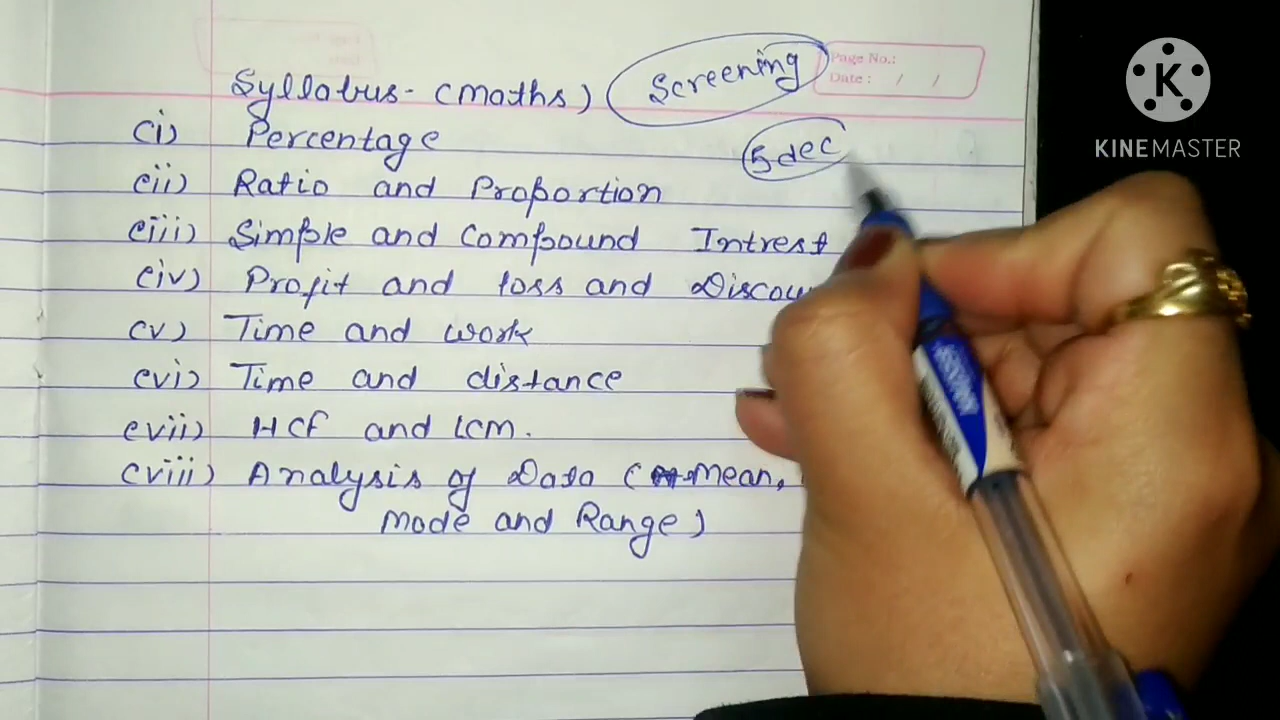 Syllabus - (Maths) Screening
Page No.:
Date : / /
5 dec
(i) Percentage
(ii) Ratio and Proportion
(iii) Simple and Compound Intrest
(iv) Profit and loss and Discou
(v) Time and work
(vi) Time and distance
(vii) HCF and LCM.
(viii) Analysis of Data ( Mean,
Mode and Range)
K
KINEMASTER